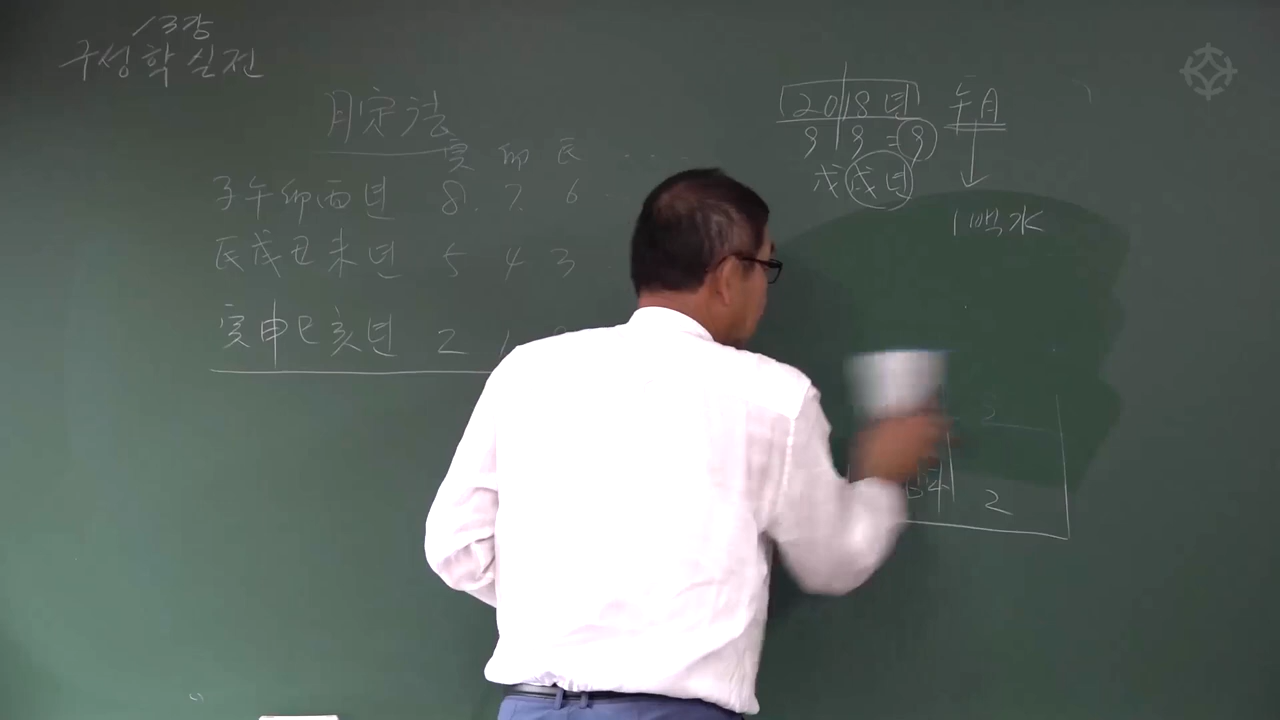 13강
구성학 실전
月定法
寅 卯 辰 . . . .
子午卯酉년 8. 7. 6
辰戌丑未년 5 4 3
寅申巳亥년 2 1
2018년 年月
9 9 = 9
戊戌년
1백水
2
4 2